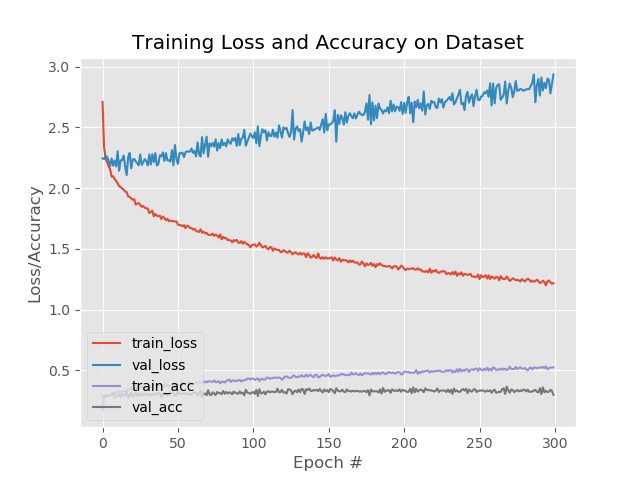 Training Loss and Accuracy on Dataset
Loss/Accuracy
3.0
2.5
2.0
1.5
1.0
0.5
train_loss
val_loss
train_acc
val_acc
0
50
100
150
200
250
300
Epoch #